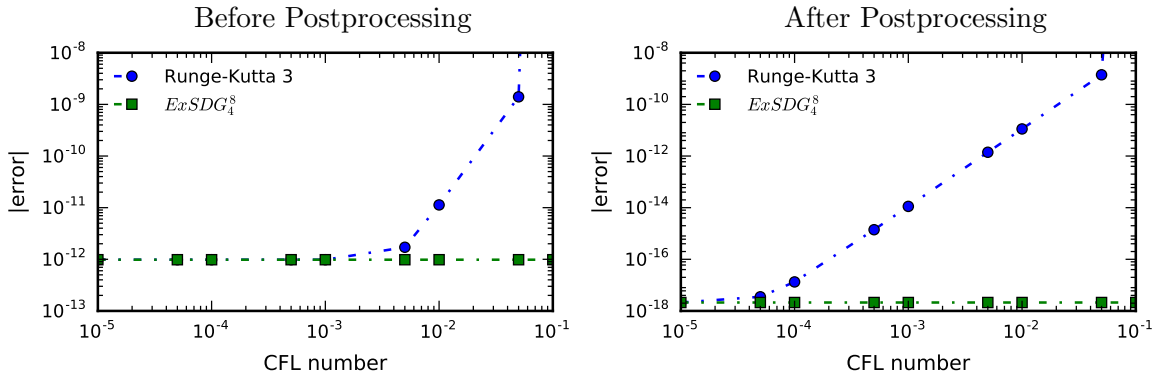 Before Postprocessing
After Postprocessing
10^-8
10^-9
10^-10
10^-11
10^-12
10^-13
|error|
Runge-Kutta 3
ExSDG_4^8
10^-5
10^-4
10^-3
10^-2
10^-1
CFL number
10^-8
10^-10
10^-12
10^-14
10^-16
10^-18
|error|
Runge-Kutta 3
ExSDG_4^8
10^-5
10^-4
10^-3
10^-2
10^-1
CFL number